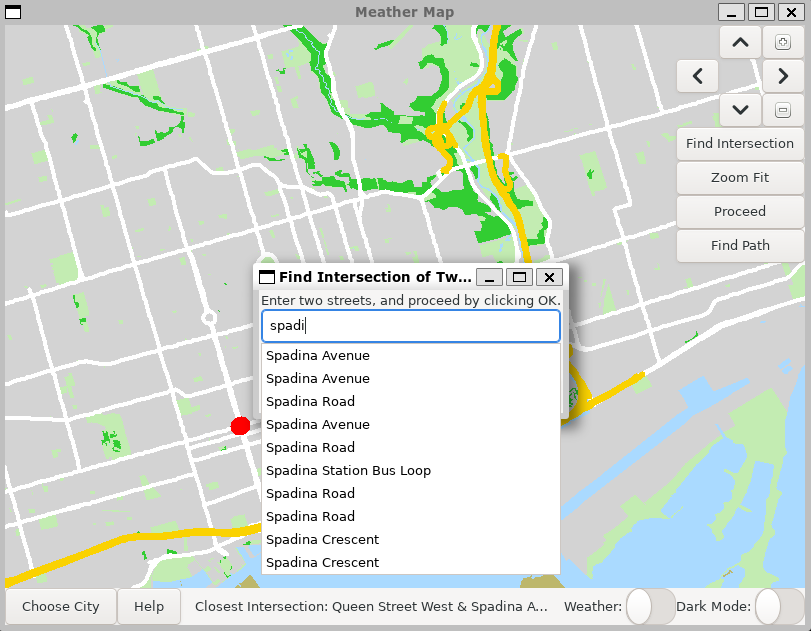 Meather Map
Find Intersection
Zoom Fit
Proceed
Find Path
Find Intersection of Tw...
Enter two streets, and proceed by clicking OK.
spadi
Spadina Avenue
Spadina Avenue
Spadina Road
Spadina Avenue
Spadina Road
Spadina Station Bus Loop
Spadina Road
Spadina Road
Spadina Crescent
Spadina Crescent
Choose City
Help
Closest Intersection: Queen Street West & Spadina A...
Weather:
Dark Mode: